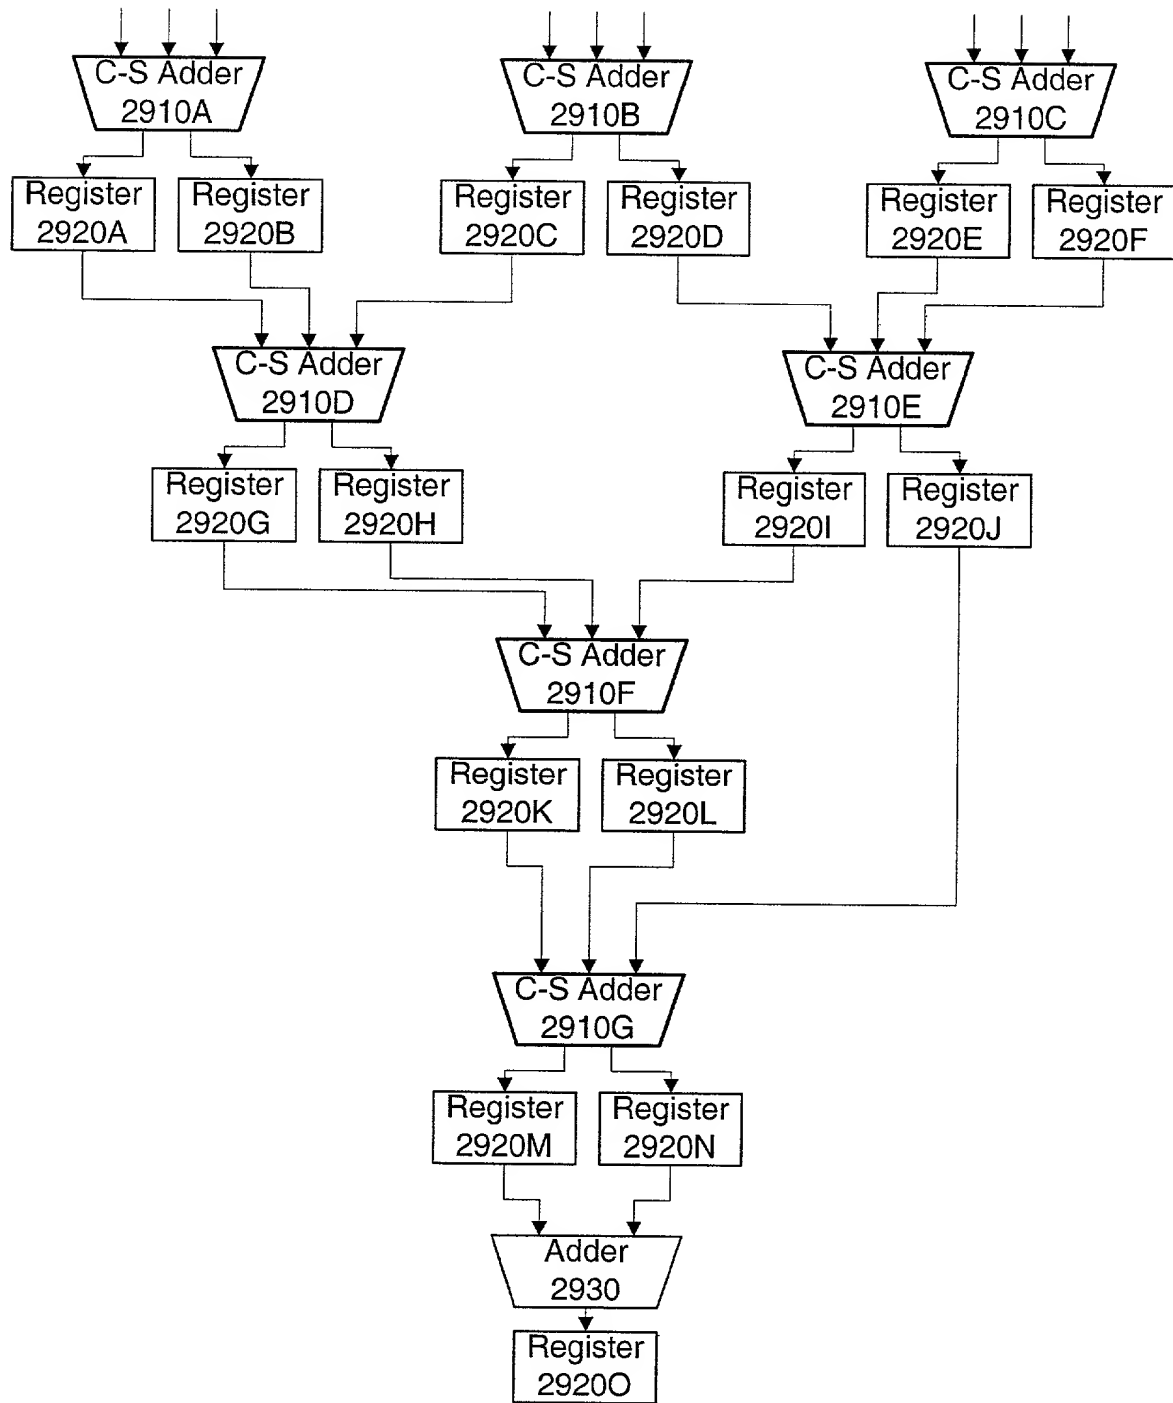 C-S Adder
2910A
C-S Adder
2910B
C-S Adder
2910C
Register
2920A
Register
2920B
Register
2920C
Register
2920D
Register
2920E
Register
2920F
C-S Adder
2910D
C-S Adder
2910E
Register
2920G
Register
2920H
Register
2920I
Register
2920J
C-S Adder
2910F
Register
2920K
Register
2920L
C-S Adder
2910G
Register
2920M
Register
2920N
Adder
2930
Register
2920O